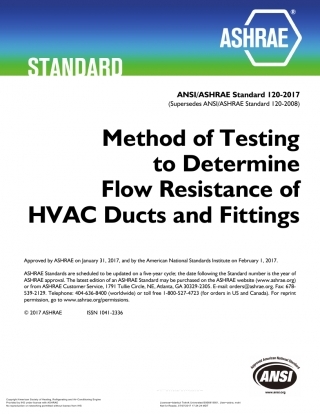 ASHRAE
STANDARD
ANSI/ASHRAE Standard 120-2017
(Supersedes ANSI/ASHRAE Standard 120-2008)
Method of Testing
to Determine
Flow Resistance of
HVAC Ducts and Fittings
Approved by ASHRAE on January 31, 2017, and by the American National Standards Institute on February 1, 2017.
ASHRAE Standards are scheduled to be updated on a five-year cycle; the date following the Standard number is the year of
ASHRAE approval. The latest edition of an ASHRAE Standard may be purchased on the ASHRAE website (www.ashrae.org)
or from ASHRAE Customer Service, 1791 Tullie Circle, NE, Atlanta, GA 30329-2305. E-mail: orders@ashrae.org. Fax: 678-
539-2129. Telephone: 404-636-8400 (worldwide) or toll free 1-800-527-4723 (for orders in US and Canada). For reprint
permission, go to www.ashrae.org/permissions.
© 2017 ASHRAE ISSN 1041-2336
ANSI
www.ansi.org